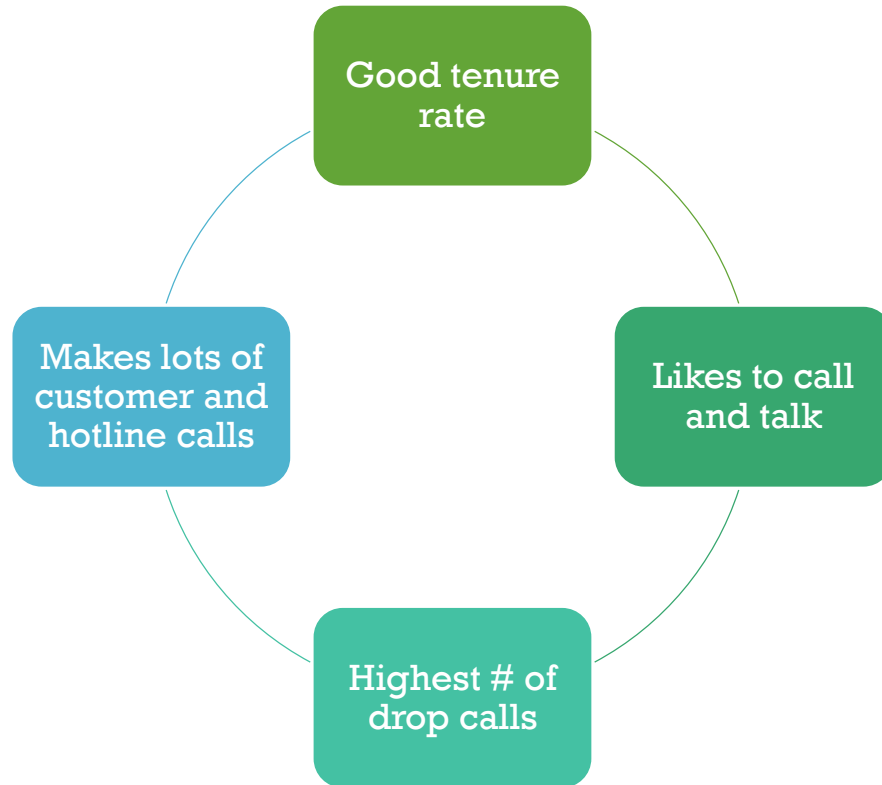 Good tenure
rate
Likes to call
and talk
Highest # of
drop calls
Makes lots of
customer and
hotline calls